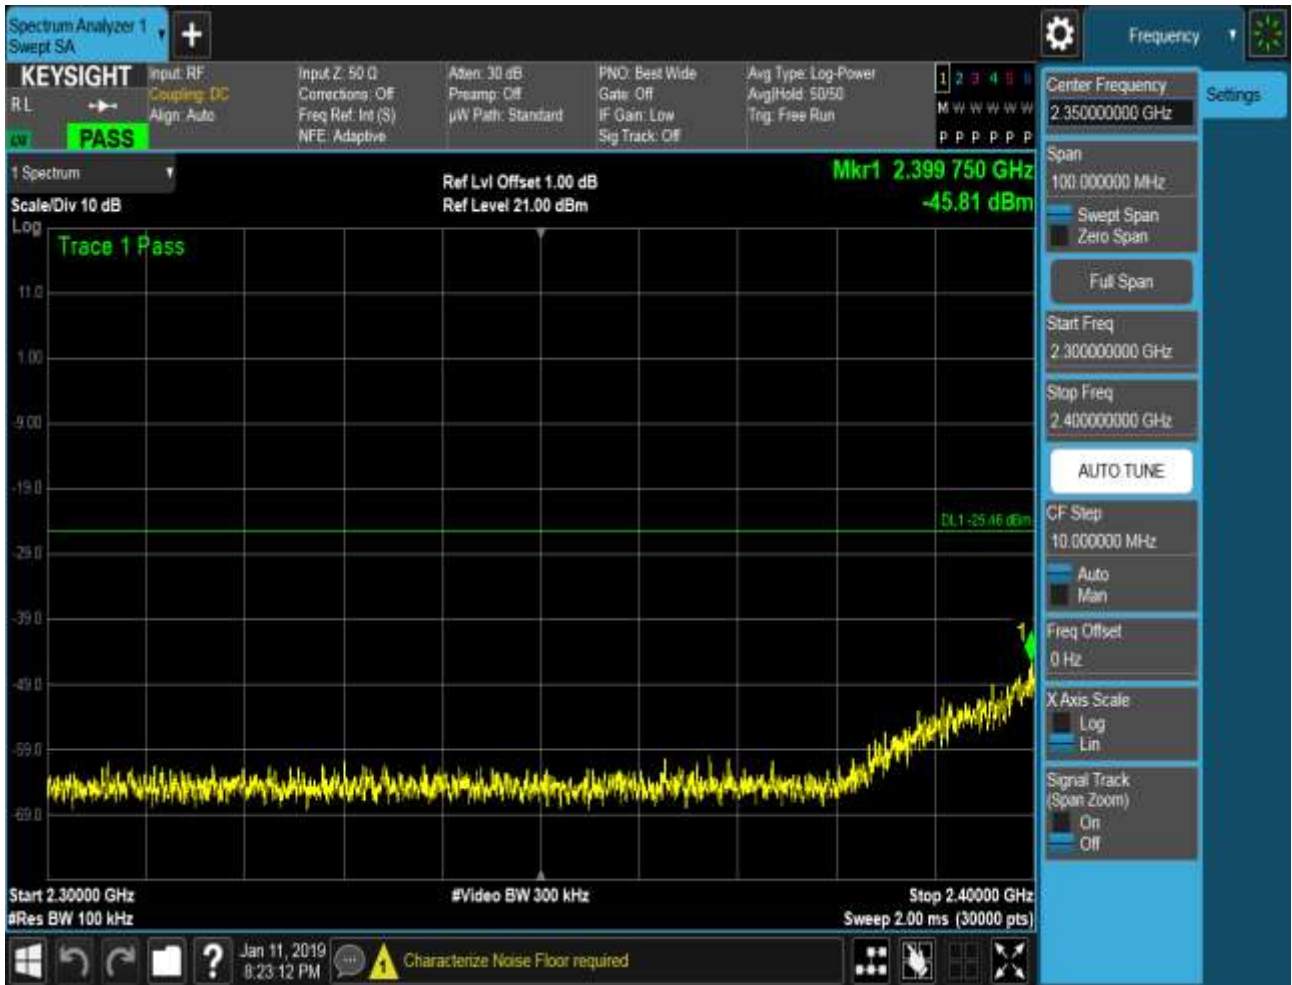 Spectrum Analyzer 1
Swept SA
+
Frequency
KEYSIGHT
RL
PASS
Input: RF
Coupling: DC
Align: Auto
Input Z: 50 Ω
Corrections: Off
Freq Ref: Int (S)
NFE: Adaptive
Atten: 30 dB
Preamp: Off
µW Path: Standard
PNO: Best Wide
Gate: Off
IF Gain: Low
Sig Track: Off
Avg Type: Log-Power
Avg|Hold: 50/50
Trig: Free Run
1 2 3 4 5 6
M W W W W W
P P P P P P
1 Spectrum
Scale/Div 10 dB
Log
Ref Lvl Offset 1.00 dB
Ref Level 21.00 dBm
Mkr1 2.399 750 GHz
-45.81 dBm
Trace 1 Pass
11.0
1.00
-9.00
-19.0
DL1 -25.46 dBm
-29.0
-39.0
1
-49.0
-59.0
-69.0
Start 2.30000 GHz
#Res BW 100 kHz
#Video BW 300 kHz
Stop 2.40000 GHz
Sweep 2.00 ms (30000 pts)
Center Frequency
2.350000000 GHz
Settings
Span
100.000000 MHz
Swept Span
Zero Span
Full Span
Start Freq
2.300000000 GHz
Stop Freq
2.400000000 GHz
AUTO TUNE
CF Step
10.000000 MHz
Auto
Man
Freq Offset
0 Hz
X Axis Scale
Log
Lin
Signal Track
(Span Zoom)
On
Off
?
Jan 11, 2019
8:23:12 PM
1
Characterize Noise Floor required